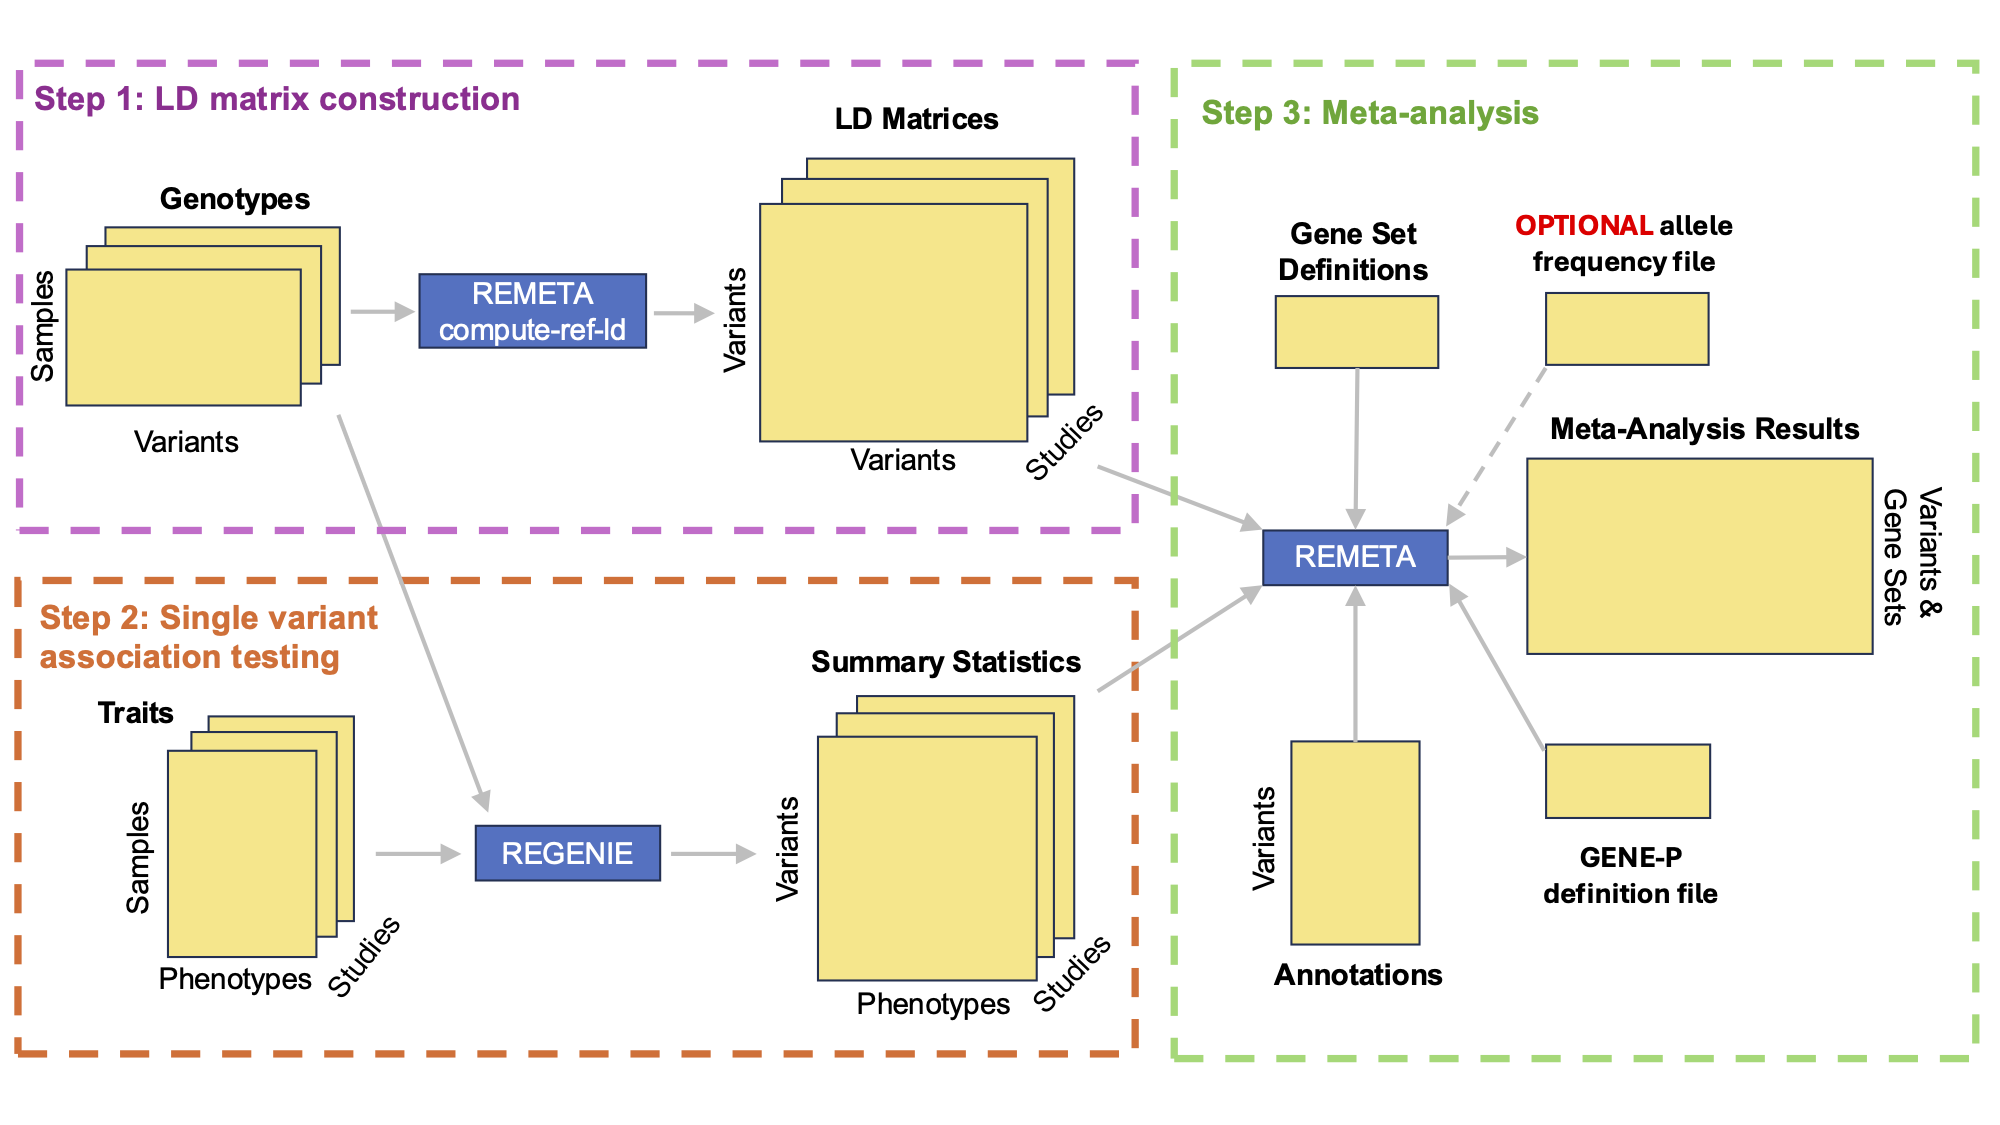 Step 1: LD matrix construction
Genotypes
Samples
Variants
REMETA
compute-ref-ld
LD Matrices
Variants
Variants
Studies
Step 2: Single variant
association testing
Traits
Samples
Phenotypes
Studies
REGENIE
Summary Statistics
Variants
Phenotypes
Studies
Step 3: Meta-analysis
Gene Set
Definitions
OPTIONAL allele
frequency file
REMETA
Meta-Analysis Results
Variants &
Gene Sets
Variants
Annotations
GENE-P
definition file